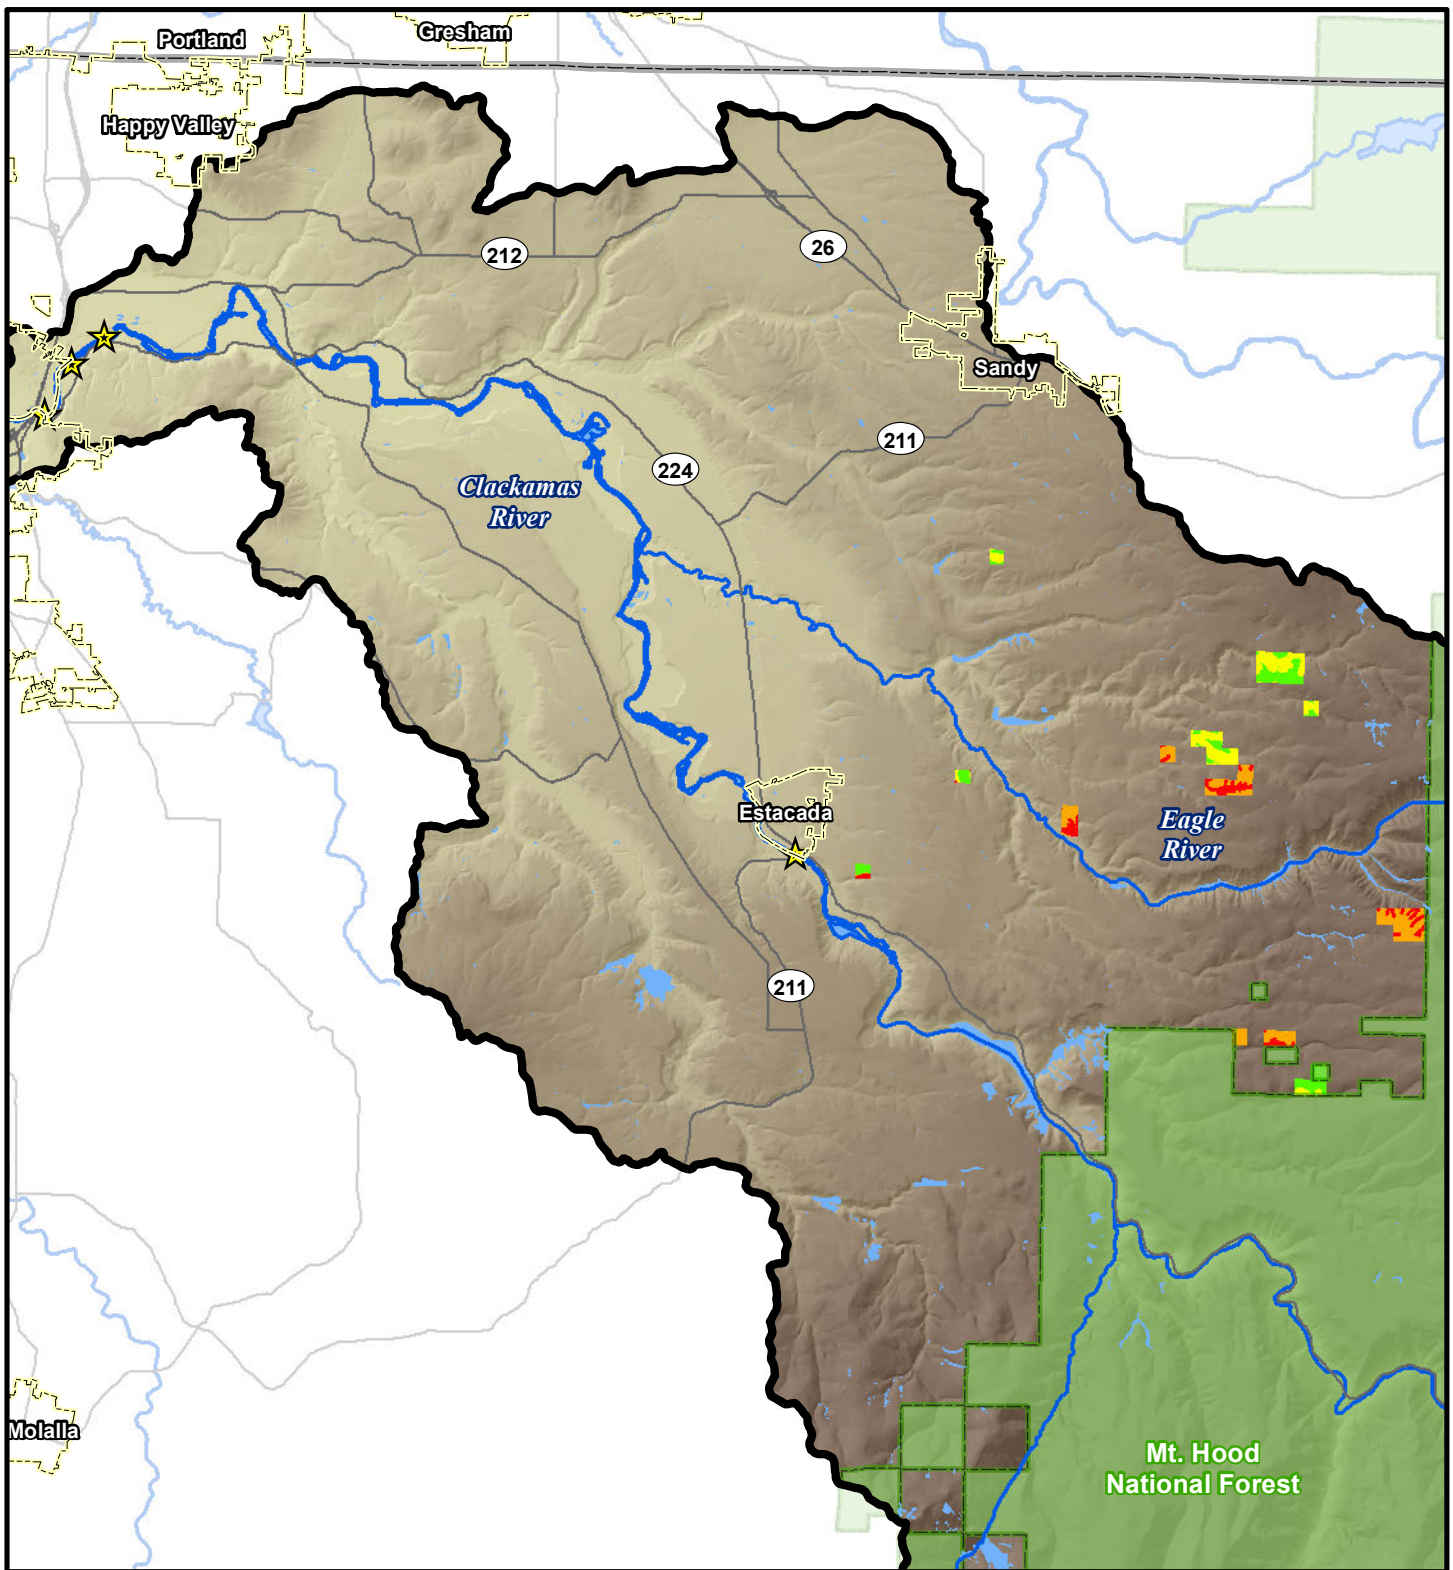 Portland
Gresham
Happy Valley
212
26
Sandy
211
224
Clackamas
River
Estacada
Eagle
River
211
Molalla
Mt. Hood
National Forest